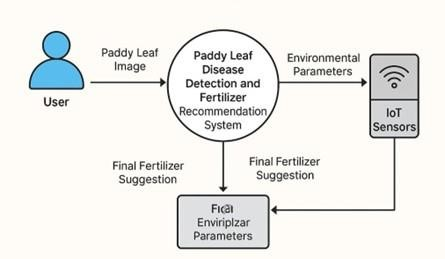 User
Paddy Leaf
Image
Paddy Leaf
Disease
Detection and
Fertilizer
Recommendation
System
Environmental
Parameters
IoT
Sensors
Final Fertilizer
Suggestion
Final Fertilizer
Suggestion
Enviriplzar
Parameters